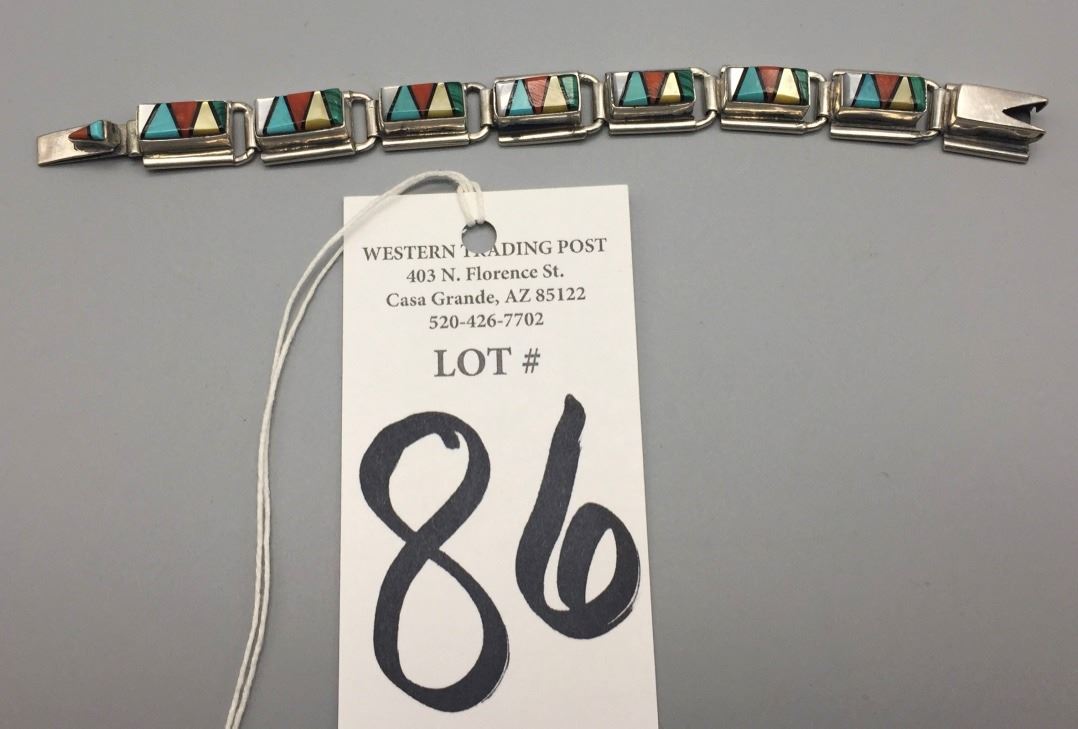 WESTERN TRADING POST
403 N. Florence St.
Casa Grande, AZ 85122
520-426-7702
LOT #
86